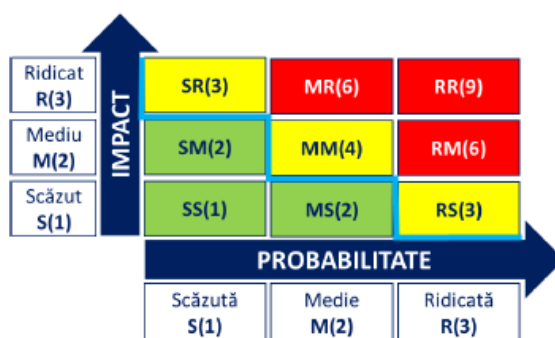 Ridicat
R(3)
SR(3)
MR(6)
RR(9)
IMPACT
Mediu
M(2)
SM(2)
MM(4)
RM(6)
Scăzut
S(1)
SS(1)
MS(2)
RS(3)
PROBABILITATE
Scăzută
S(1)
Medie
M(2)
Ridicată
R(3)